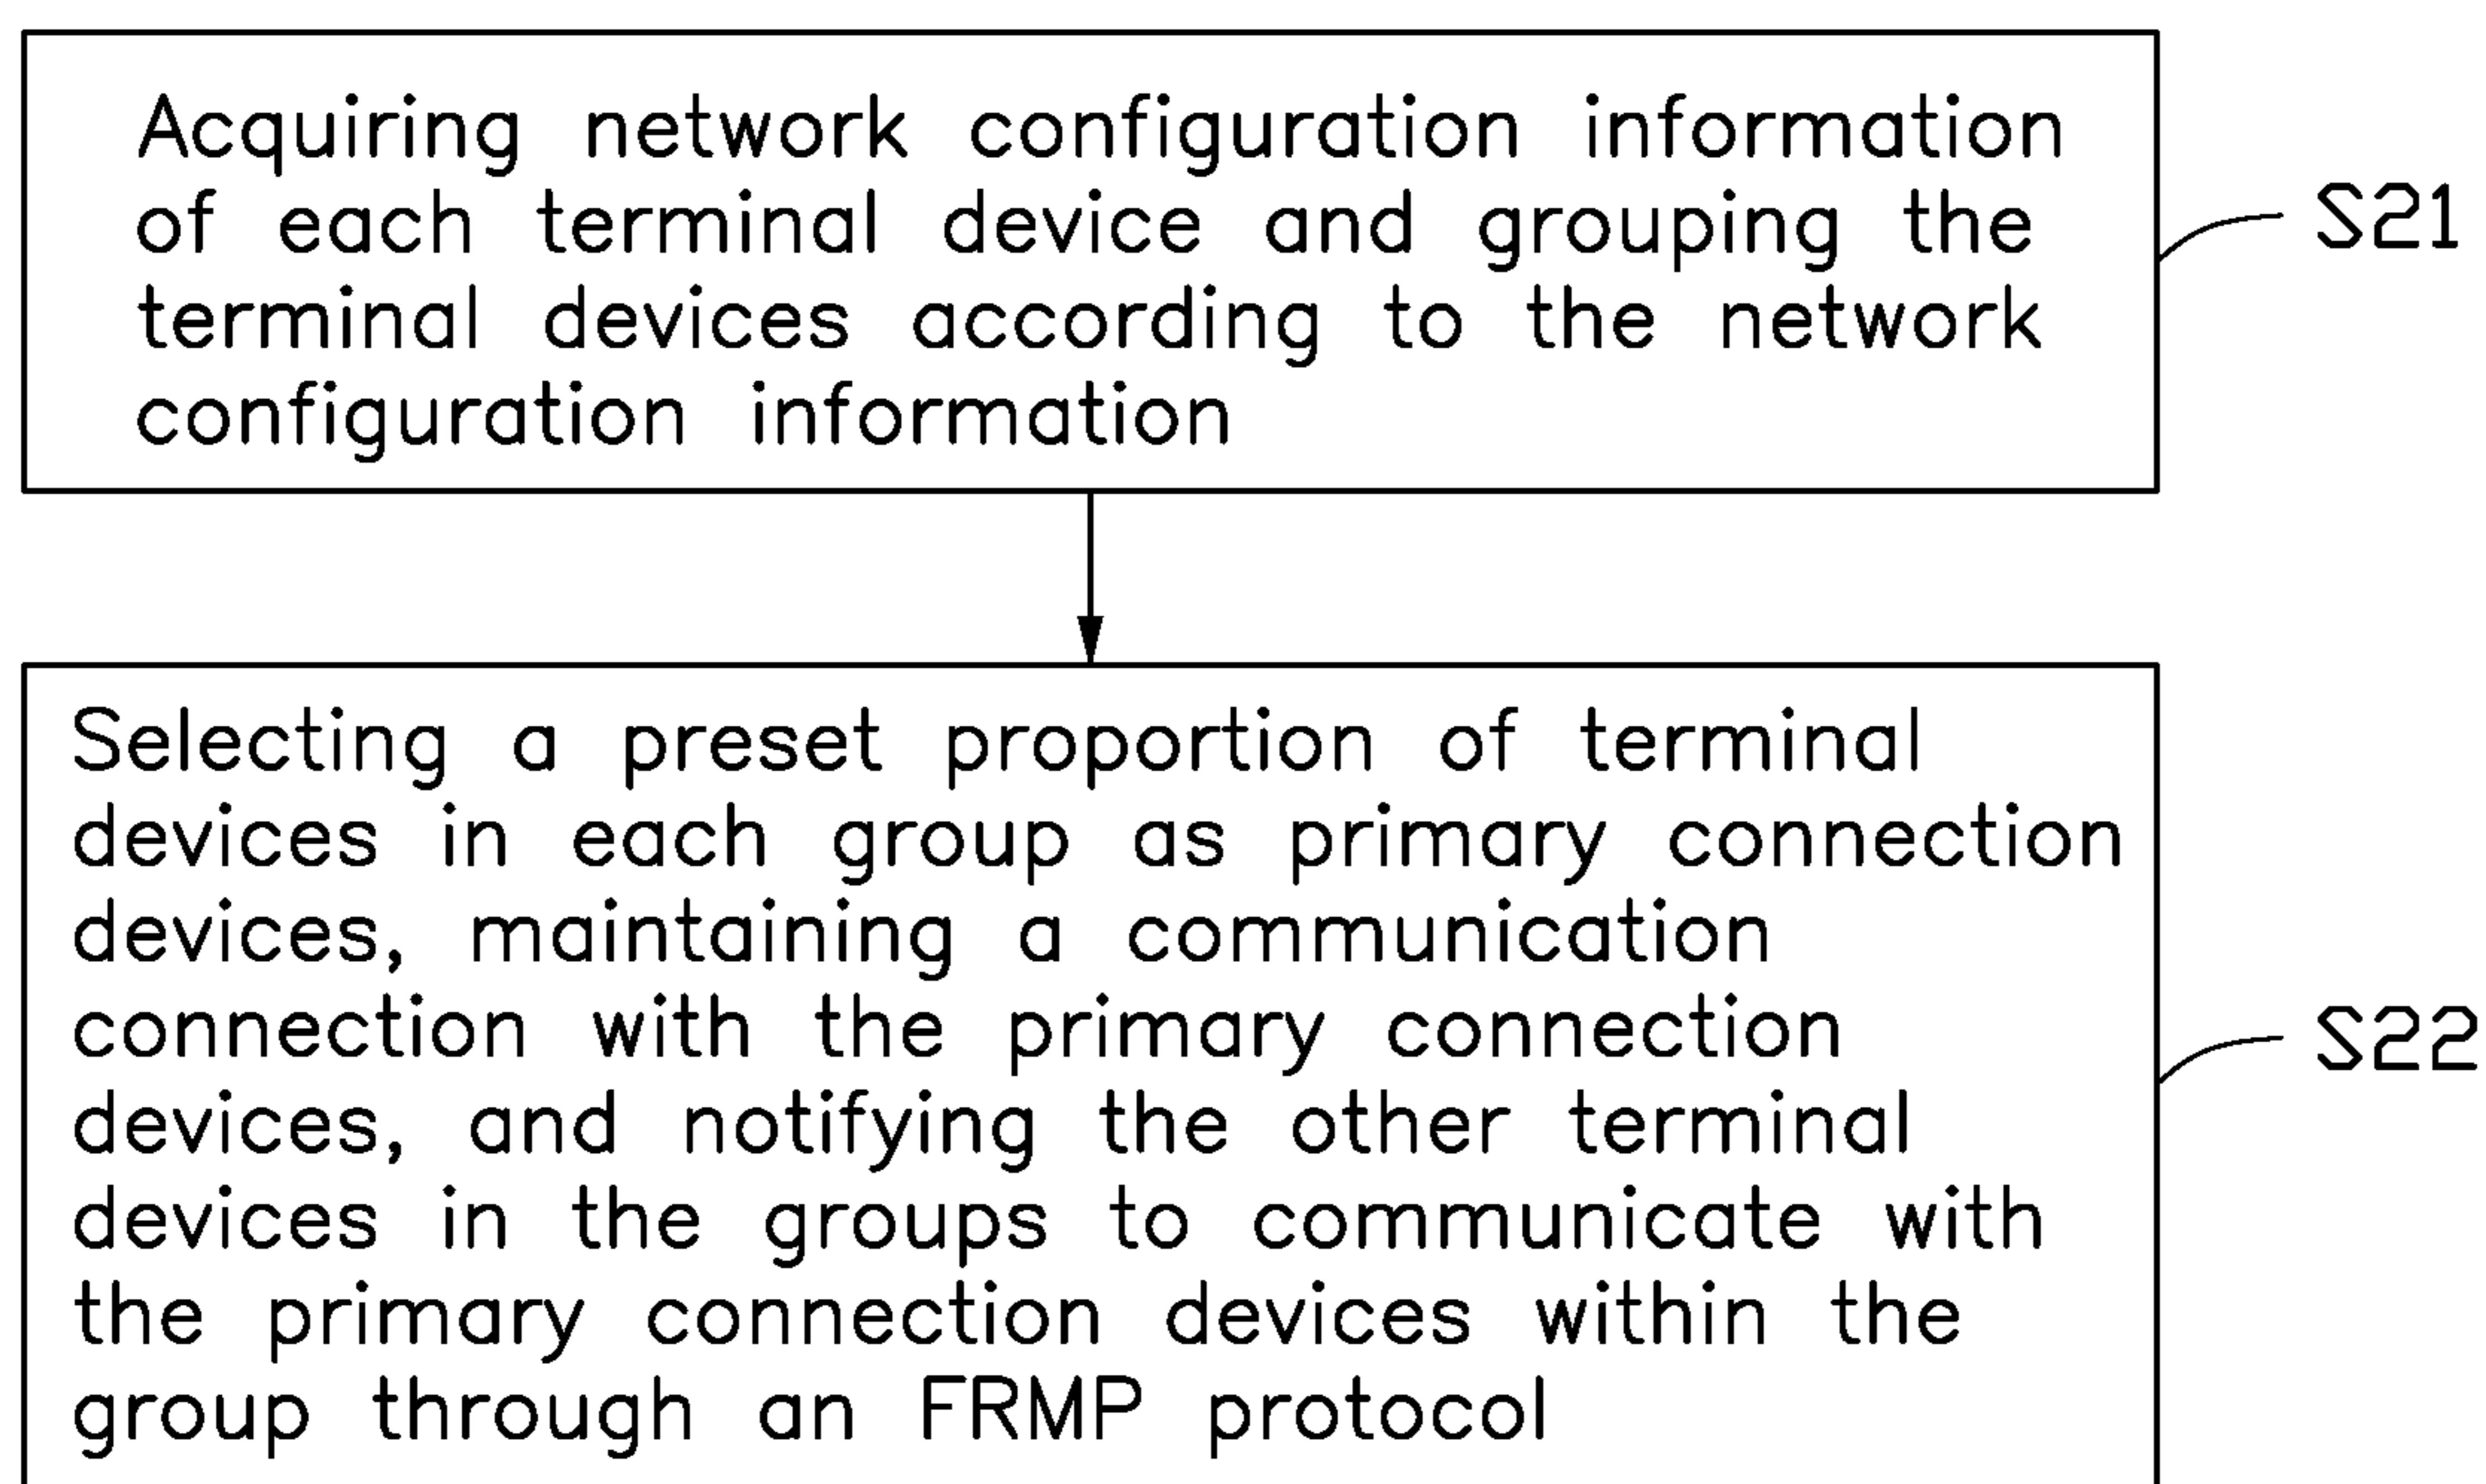 Acquiring network configuration information
of each terminal device and grouping the
terminal devices according to the network
configuration information
S21
Selecting a preset proportion of terminal
devices in each group as primary connection
devices, maintaining a communication
connection with the primary connection
devices, and notifying the other terminal
devices in the groups to communicate with
the primary connection devices within the
group through an FRMP protocol
S22